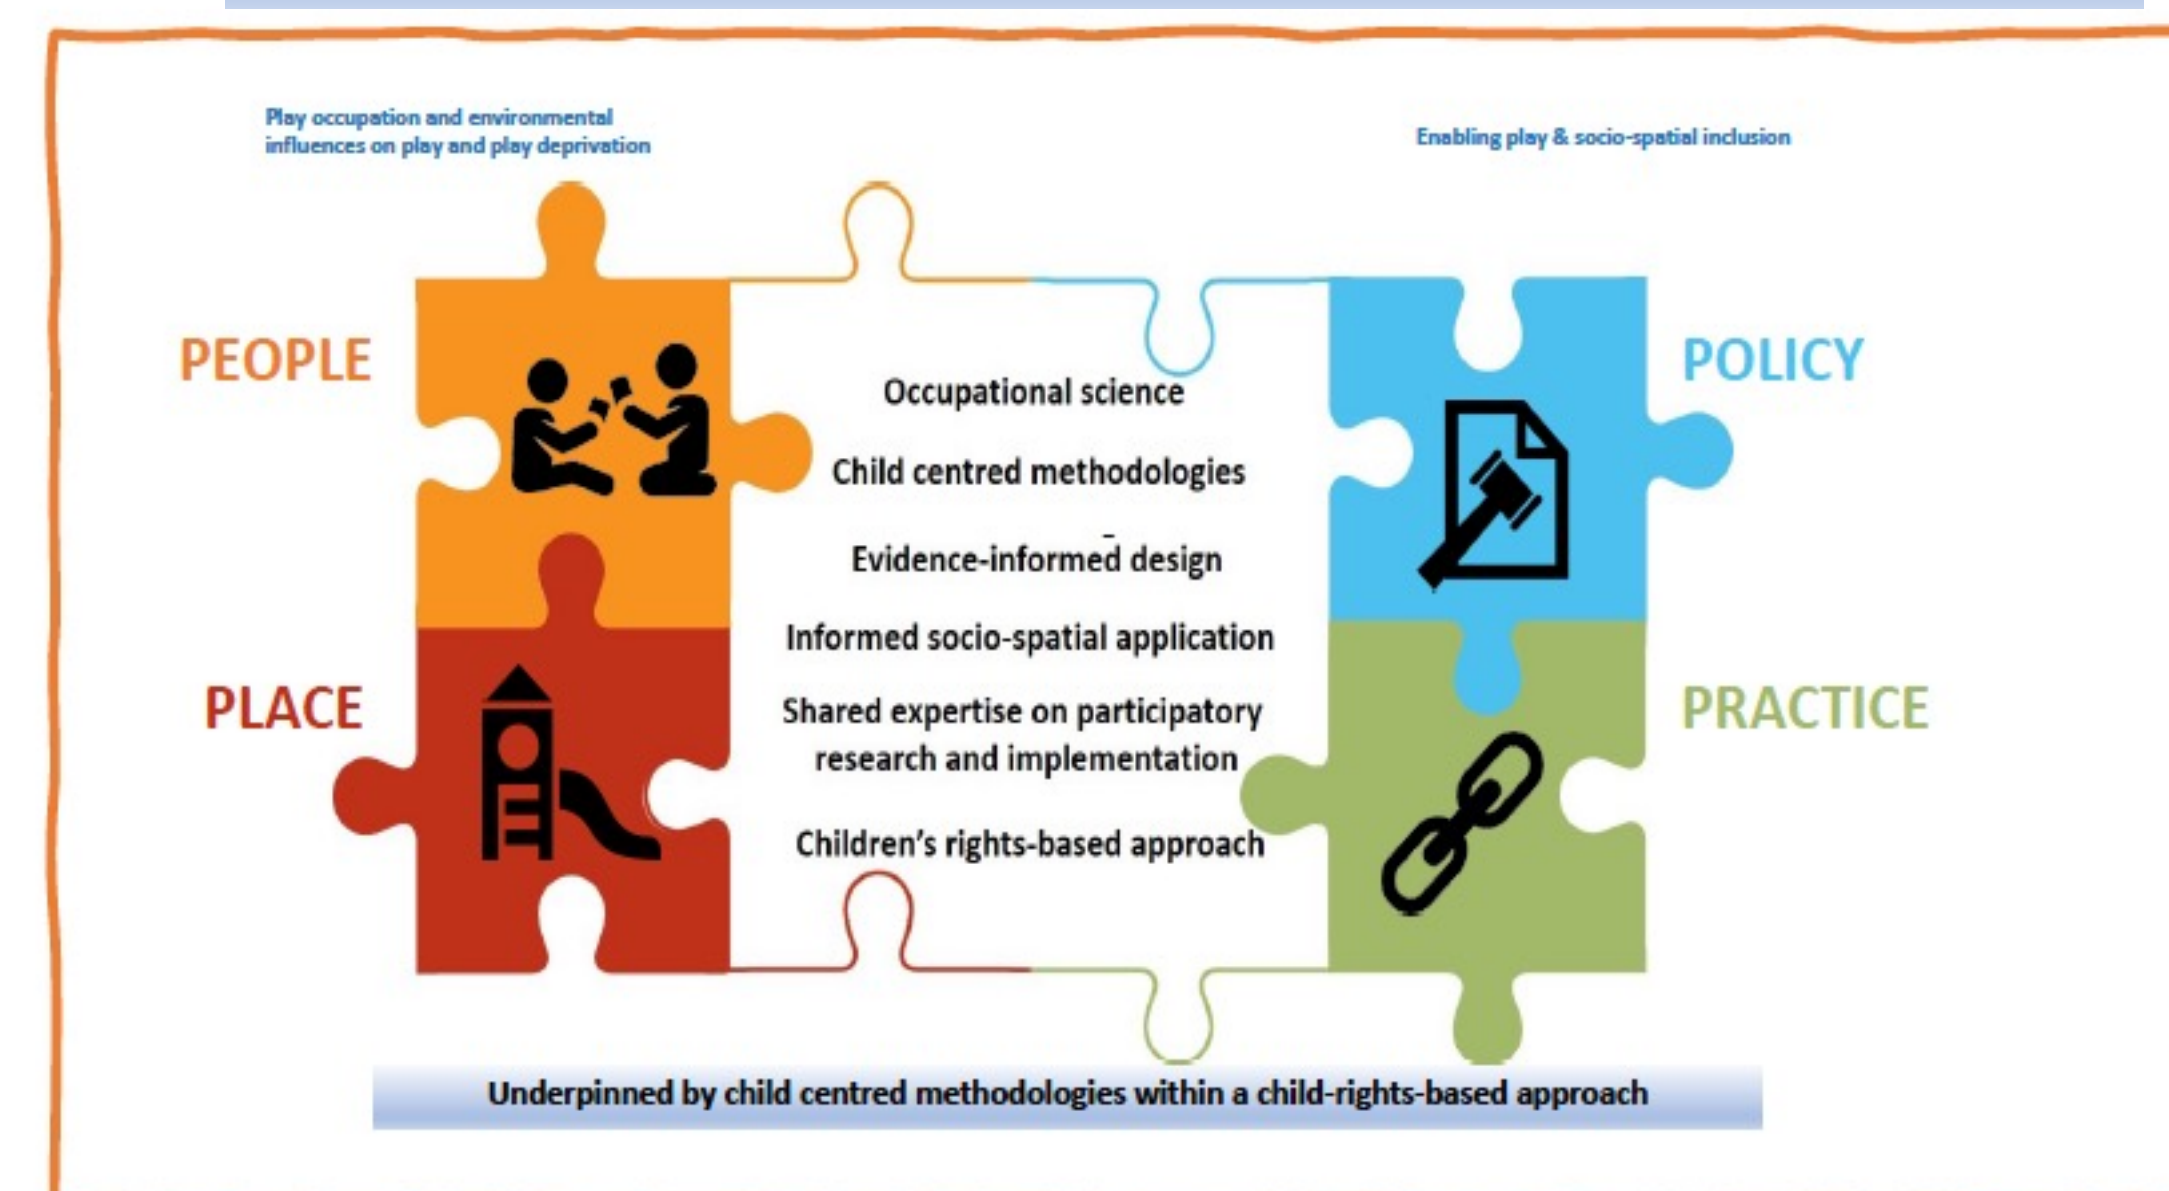 Play occupation and environmental
influences on play and play deprivation
Enabling play & socio-spatial inclusion
PEOPLE
POLICY
Occupational science
Child centred methodologies
Evidence-informed design
Informed socio-spatial application
PLACE
PRACTICE
Shared expertise on participatory
research and implementation
Children’s rights-based approach
Underpinned by child centred methodologies within a child-rights-based approach